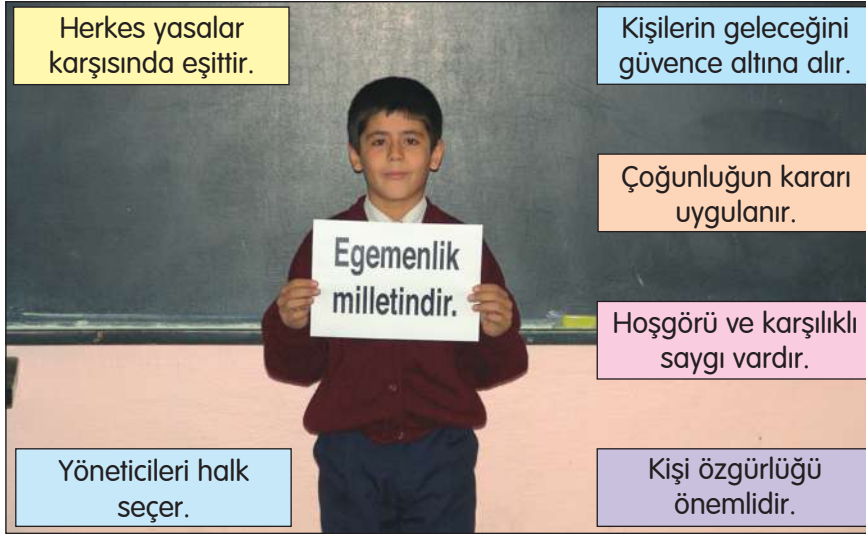 Herkes yasalar
karşısında eşittir.
Kişilerin geleceğini
güvence altına alır.
Çoğunluğun kararı
uygulanır.
Egemenlik
milletindir.
Hoşgörü ve karşılıklı
saygı vardır.
Yöneticileri halk
seçer.
Kişi özgürlüğü
önemlidir.